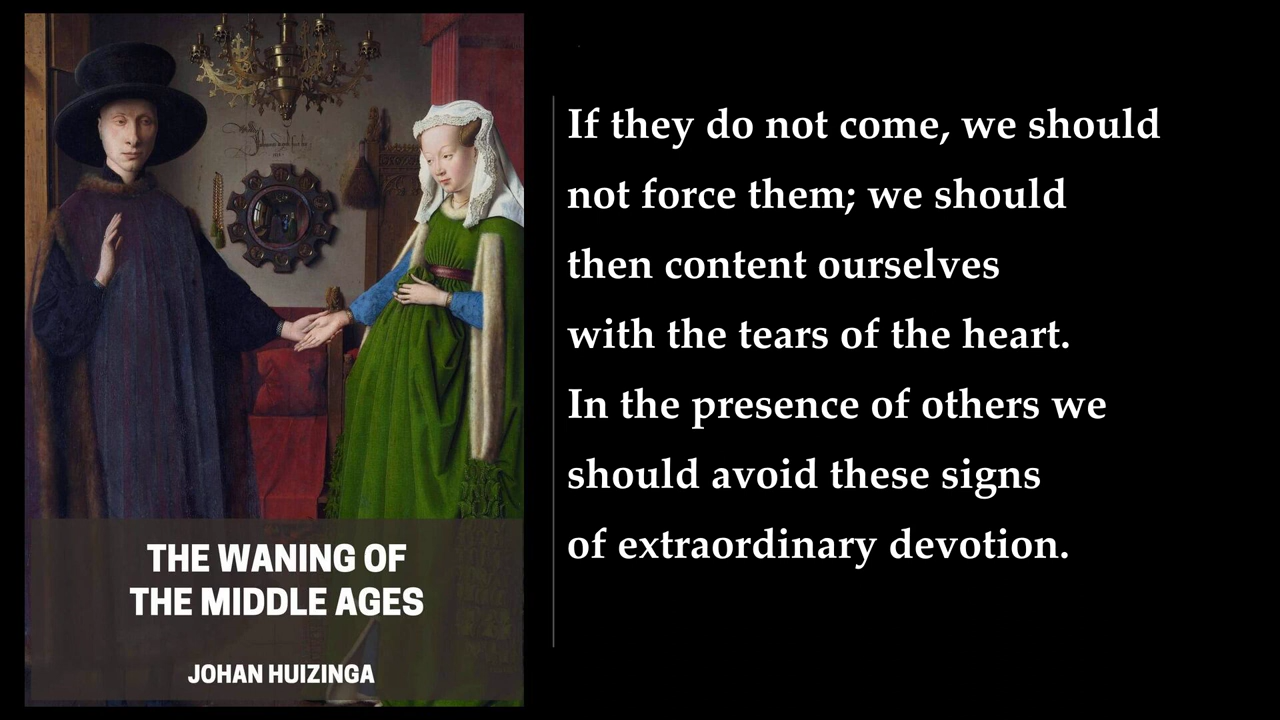 THE WANING OF
THE MIDDLE AGES
JOHAN HUIZINGA
If they do not come, we should
not force them; we should
then content ourselves
with the tears of the heart.
In the presence of others we
should avoid these signs
of extraordinary devotion.